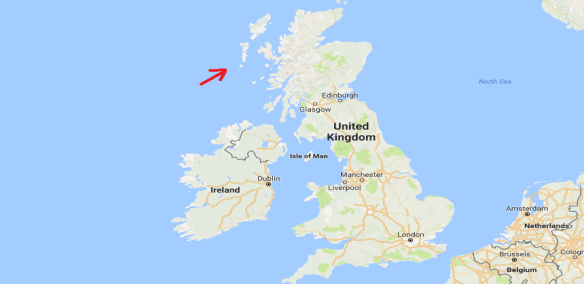 North Sea
Edinburgh
Glasgow
United
Kingdom
Isle of Man
Manchester
Liverpool
Dublin
Ireland
Amsterdam
Netherlands
London
Brussels
Belgium